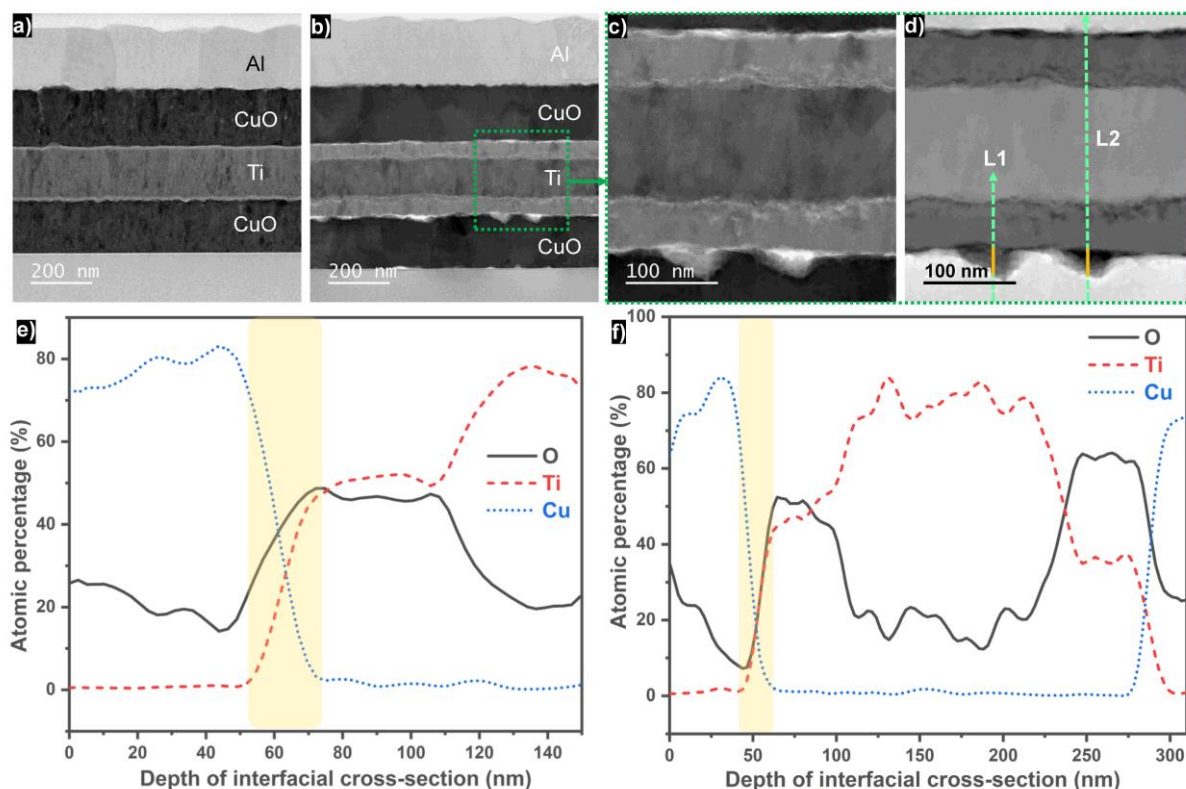 a)
Al
CuO
Ti
CuO
200 nm
b)
Al
CuO
Ti
CuO
200 nm
c)
100 nm
d)
L1
L2
100 nm
e)
Atomic percentage (%)
80
60
40
20
0
O
Ti
Cu
0 20 40 60 80 100 120 140
Depth of interfacial cross-section (nm)
f)
Atomic percentage (%)
100
80
60
40
20
0
O
Ti
Cu
0 50 100 150 200 250 300
Depth of interfacial cross-section (nm)